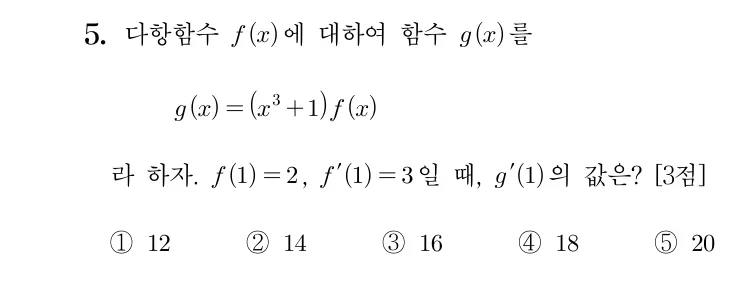 5. 다항함수 f(x)에 대하여 함수 g(x)를
g(x)=(x³+1)f(x)
라 하자. f(1)=2, f′(1)=3일 때, g′(1)의 값은? [3점]
① 12 ② 14 ③ 16 ④ 18 ⑤ 20